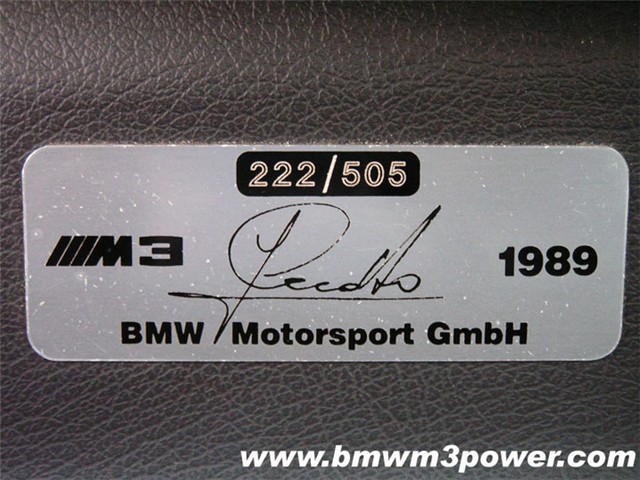 222/505
M3
1989
BMW Motorsport GmbH
www.bmwm3power.com